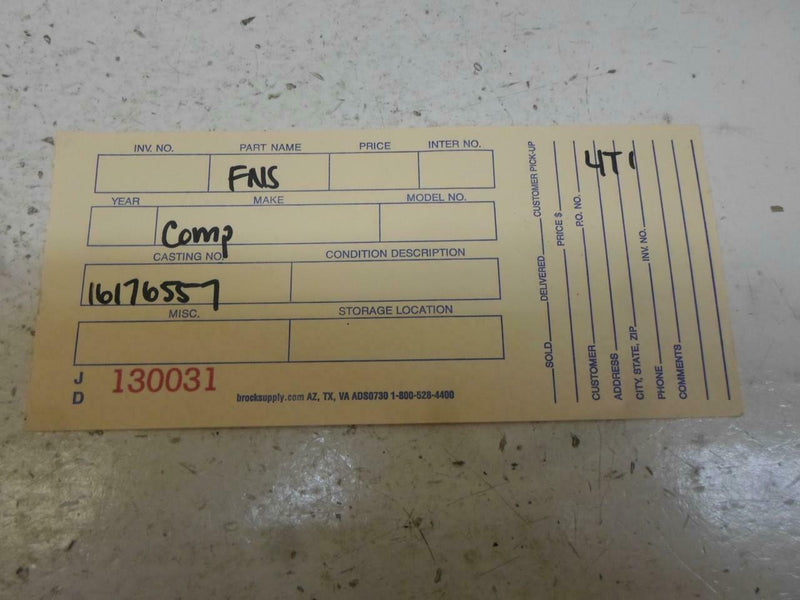 INV. NO. PART NAME PRICE INTER NO.
FNS
YEAR MAKE MODEL NO.
Comp
CASTING NO. CONDITION DESCRIPTION
16176557
MISC. STORAGE LOCATION
J D 130031
brocksupply.com AZ, TX, VA ADS0730 1-800-528-4400
SOLD DELIVERED CUSTOMER PICK-UP
PRICE $
P.O. NO.
4T1
CUSTOMER
ADDRESS
CITY, STATE, ZIP INV. NO.
PHONE
COMMENTS